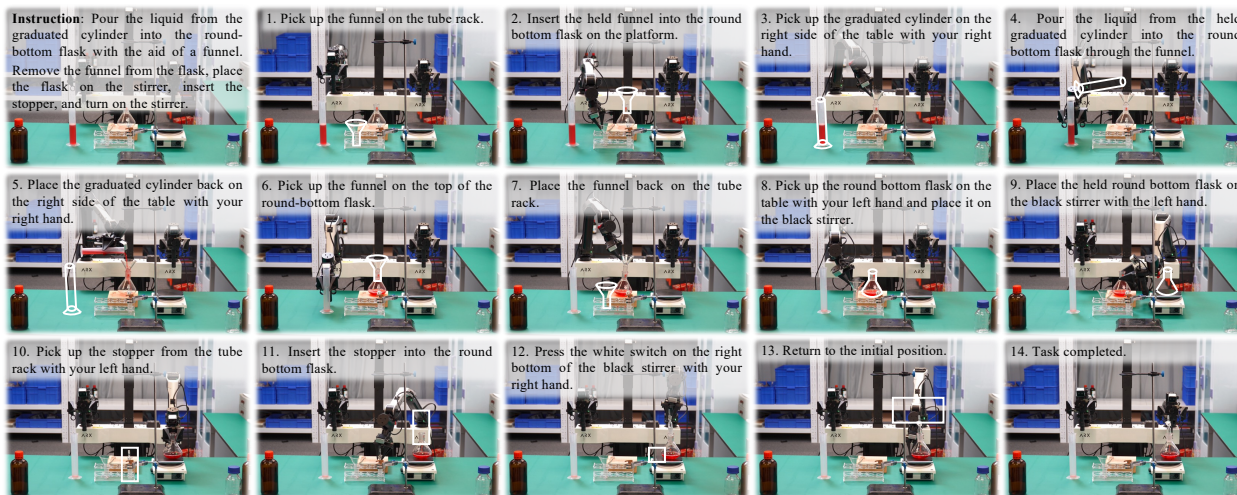 Instruction: Pour the liquid from the
graduated cylinder into the round-
bottom flask with the aid of a funnel.
Remove the funnel from the flask, place
the flask on the stirrer, insert the
stopper, and turn on the stirrer.
1. Pick up the funnel on the tube rack.
2. Insert the held funnel into the round
bottom flask on the platform.
3. Pick up the graduated cylinder on the
right side of the table with your right
hand.
4. Pour the liquid from the held
graduated cylinder into the round
bottom flask through the funnel.
5. Place the graduated cylinder back on
the right side of the table with your
right hand.
6. Pick up the funnel on the top of the
round-bottom flask.
7. Place the funnel back on the tube
rack.
8. Pick up the round bottom flask on the
table with your left hand and place it on
the black stirrer.
9. Place the held round bottom flask on
the black stirrer with the left hand.
10. Pick up the stopper from the tube
rack with your left hand.
11. Insert the stopper into the round
bottom flask.
12. Press the white switch on the right
bottom of the black stirrer with your
right hand.
13. Return to the initial position.
14. Task completed.